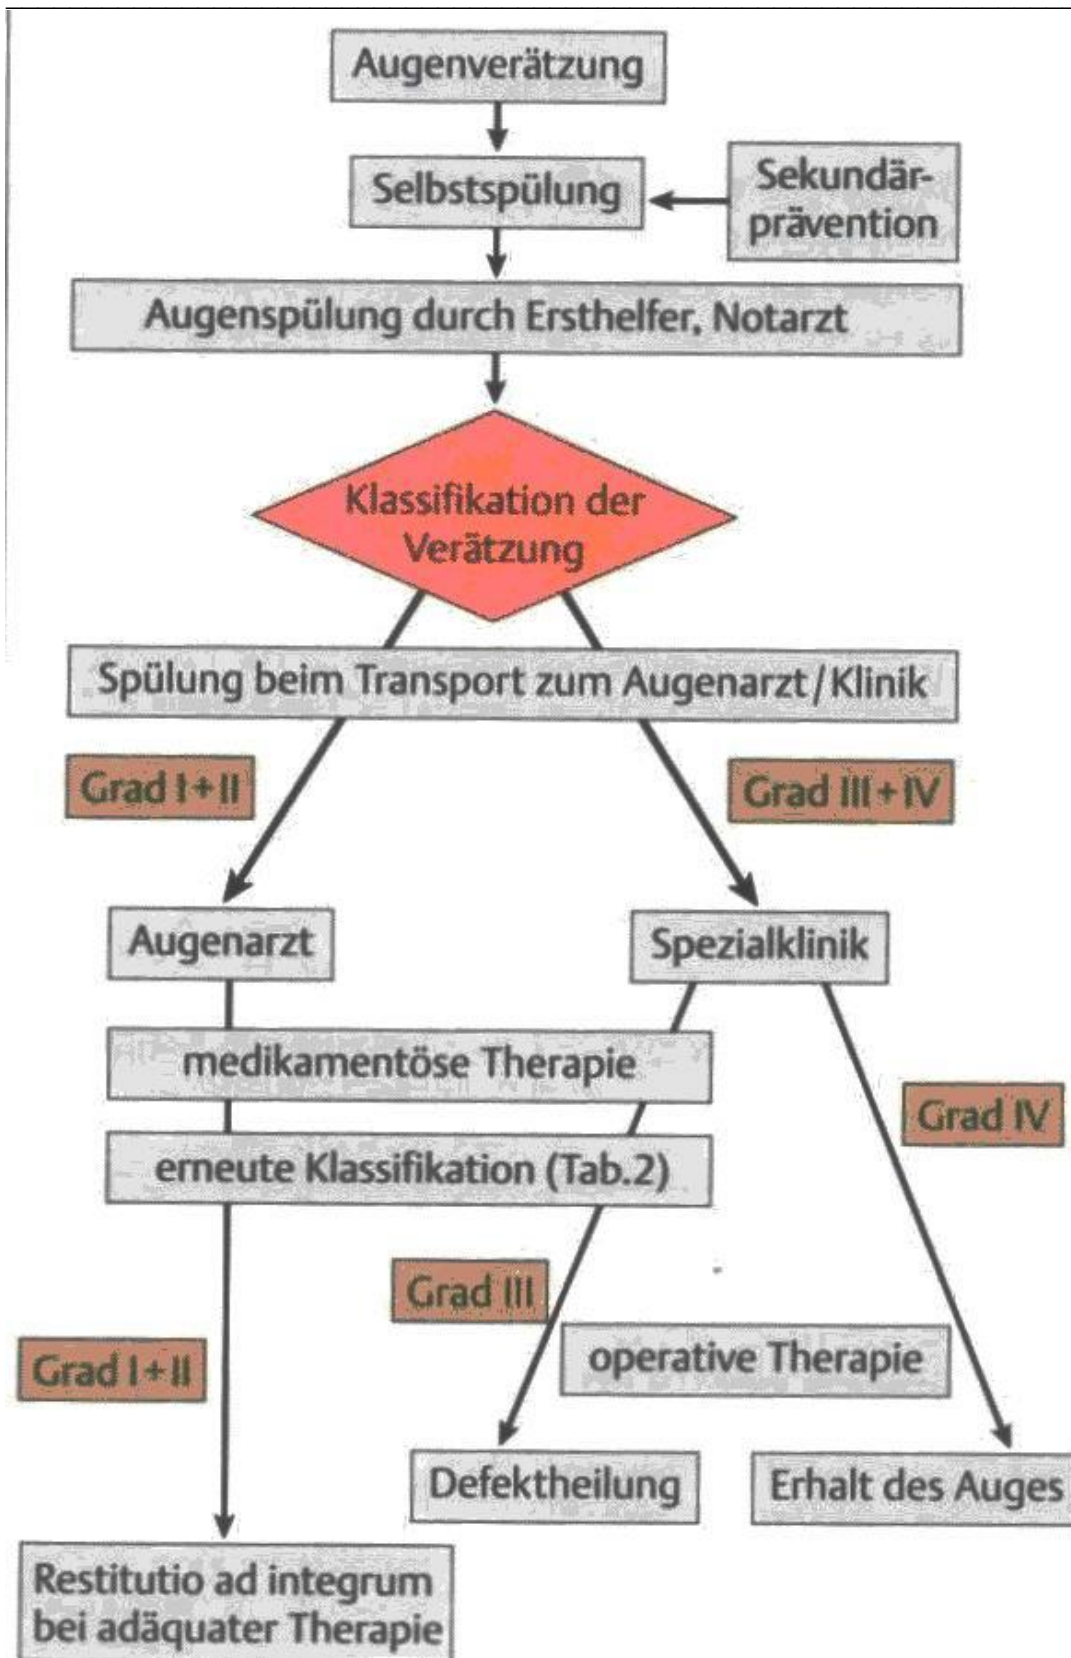 Augenverätzung
Selbstspülung
Sekundär-
prävention
Augenspülung durch Ersthelfer, Notarzt
Klassifikation der
Verätzung
Spülung beim Transport zum Augenarzt/Klinik
Grad I+II
Grad III+IV
Augenarzt
Spezialklinik
medikamentöse Therapie
Grad IV
erneute Klassifikation (Tab.2)
Grad III
Grad I+II
operative Therapie
Defektheilung
Erhalt des Auges
Restitutio ad integrum
bei adäquater Therapie